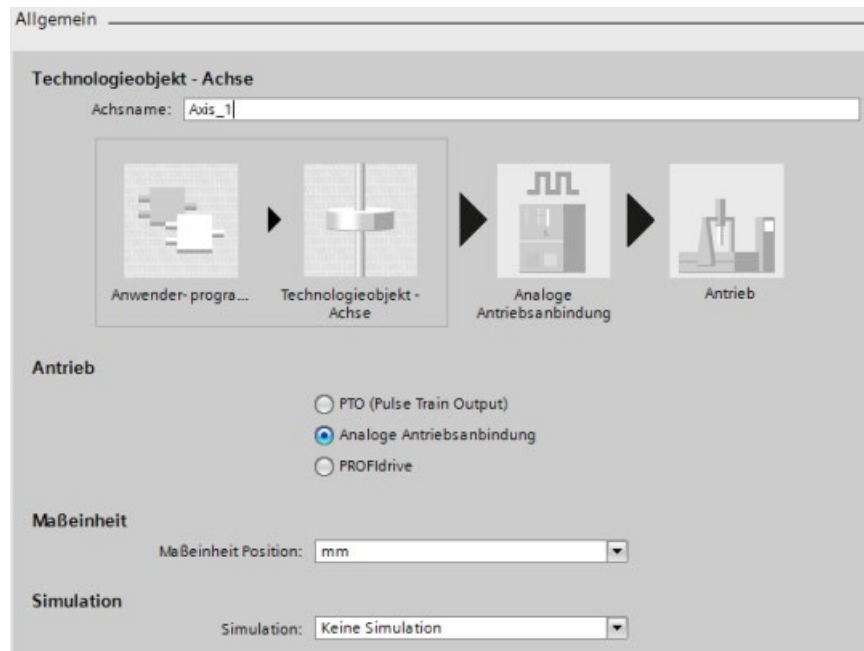 Allgemein
Technologieobjekt - Achse
Achsname: Axis_1
Anwender- progra...
Technologieobjekt -
Achse
Analoge
Antriebsanbindung
Antrieb
Antrieb
PTO (Pulse Train Output)
Analoge Antriebsanbindung
PROFIdrive
Maßeinheit
Maßeinheit Position: mm
Simulation
Simulation: Keine Simulation